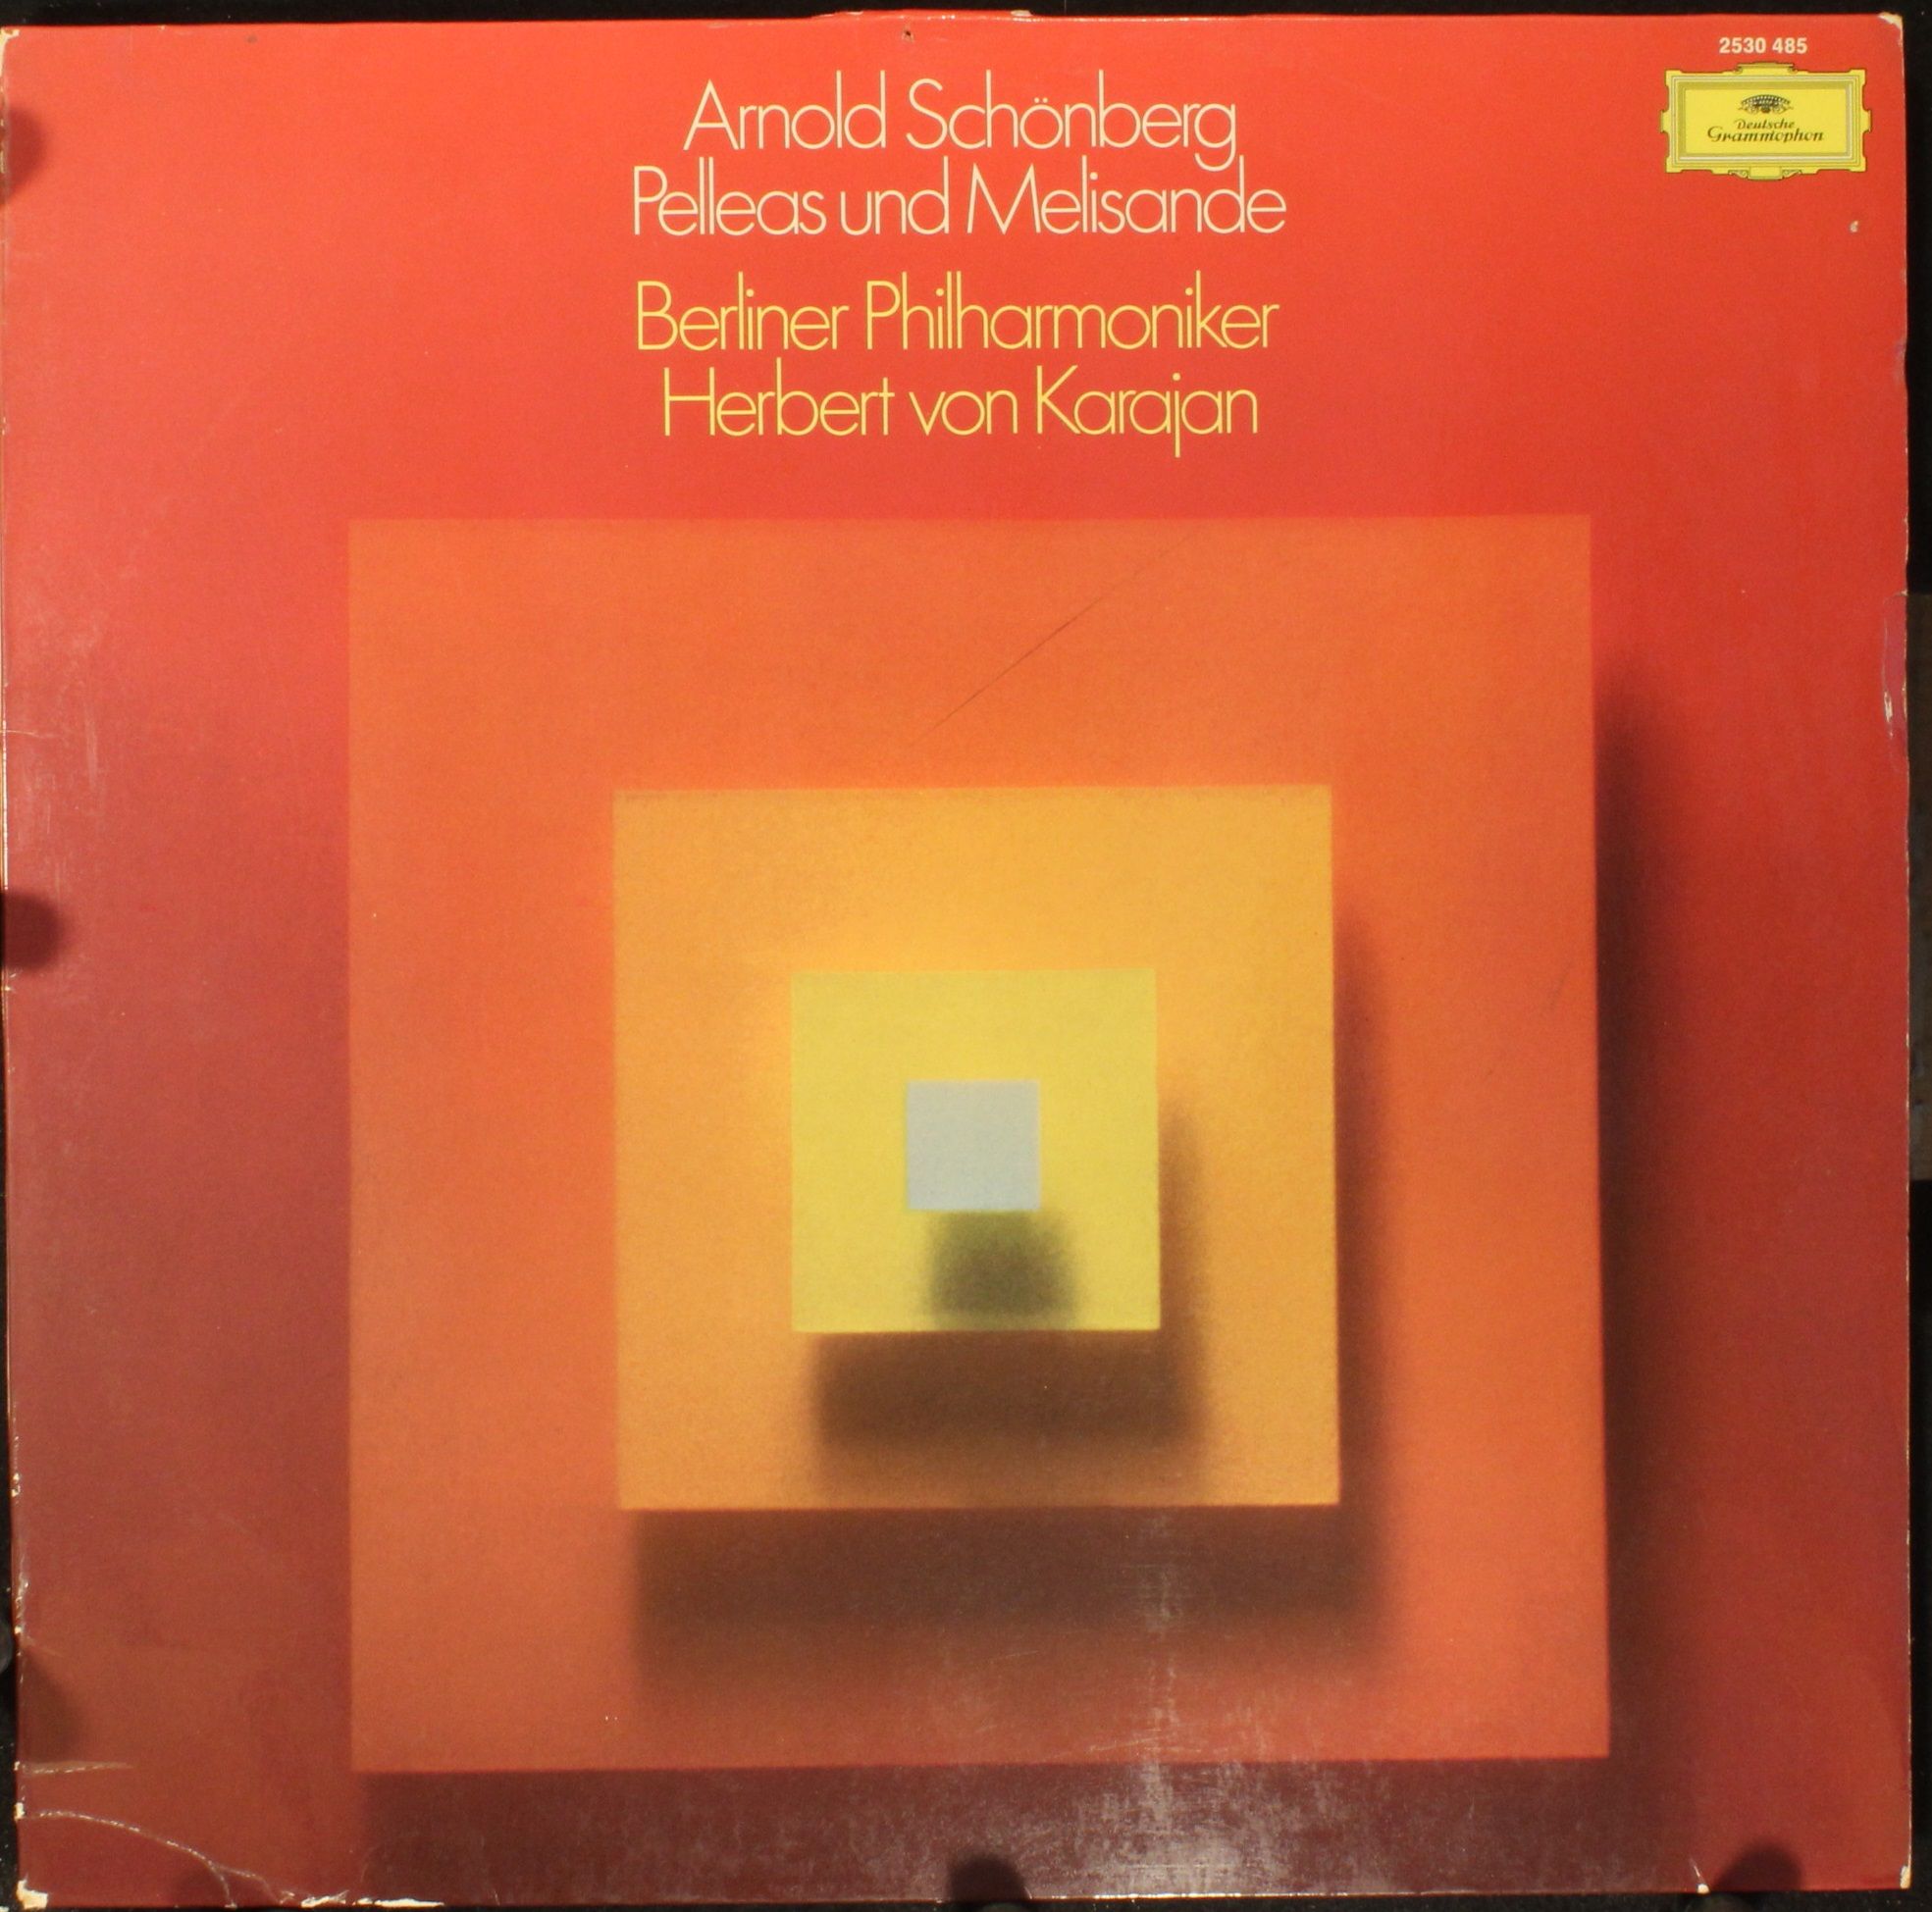 2530 485
Deutsche
Grammophon
Arnold Schönberg
Pelleas und Melisande
Berliner Philharmoniker
Herbert von Karajan